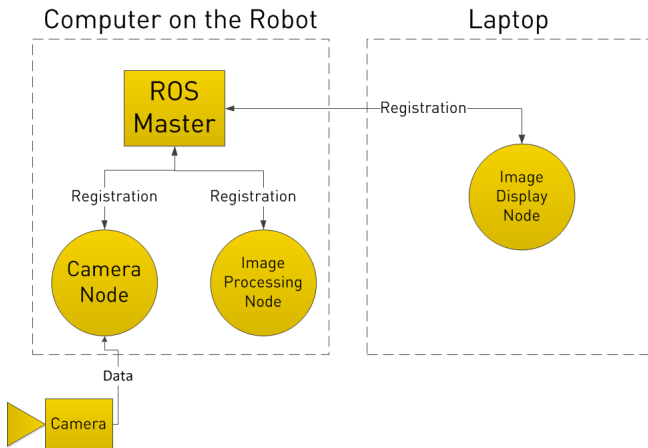 Computer on the Robot
Laptop
ROS
Master
Registration
Registration
Registration
Image
Display
Node
Camera
Node
Image
Processing
Node
Data
Camera